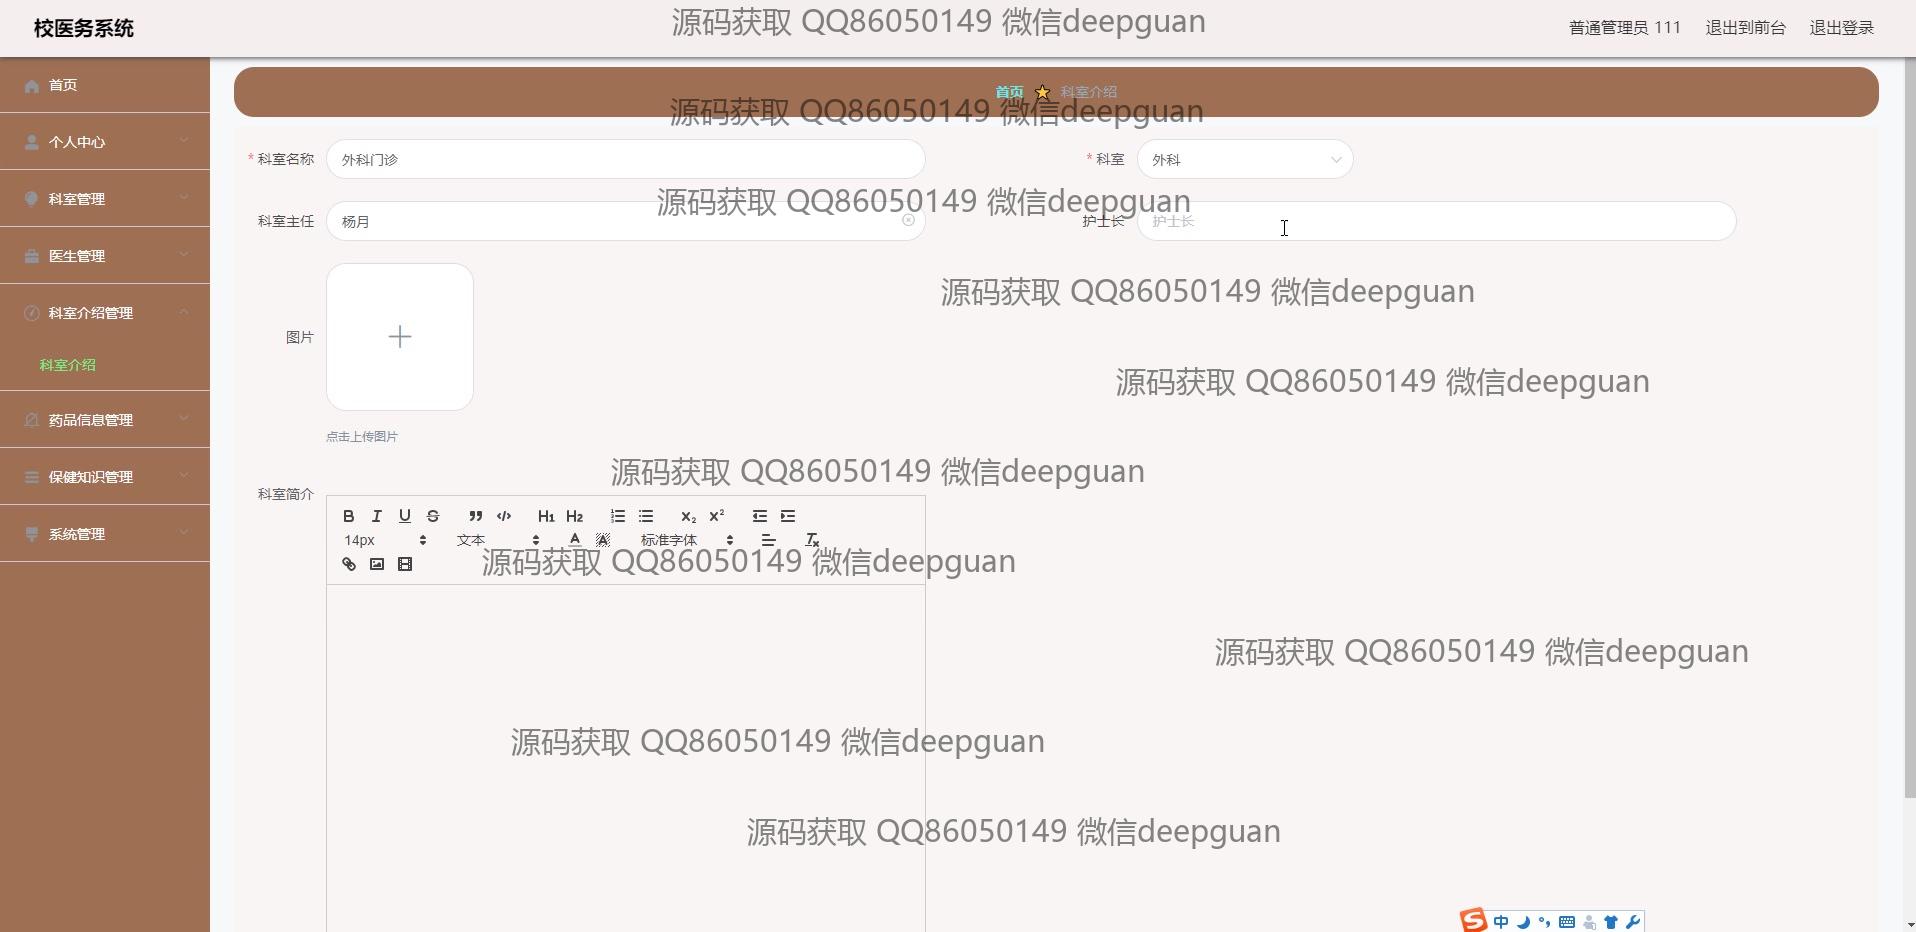 校医务系统
源码获取 QQ86050149 微信deepguan
普通管理员 111 退出到前台 退出登录
首页
个人中心
科室管理
医生管理
科室介绍管理
科室介绍
药品信息管理
保健知识管理
系统管理
首页 科室介绍
源码获取 QQ86050149 微信deepguan
* 科室名称 外科门诊 * 科室 外科
源码获取 QQ86050149 微信deepguan
科室主任 杨月 护士长 护士长
源码获取 QQ86050149 微信deepguan
图片
源码获取 QQ86050149 微信deepguan
点击上传图片
源码获取 QQ86050149 微信deepguan
科室简介
B I U S H1 H2 X2 X2
14px 文本 A A 标准字体 Tx
源码获取 QQ86050149 微信deepguan
源码获取 QQ86050149 微信deepguan
源码获取 QQ86050149 微信deepguan
源码获取 QQ86050149 微信deepguan
S 中